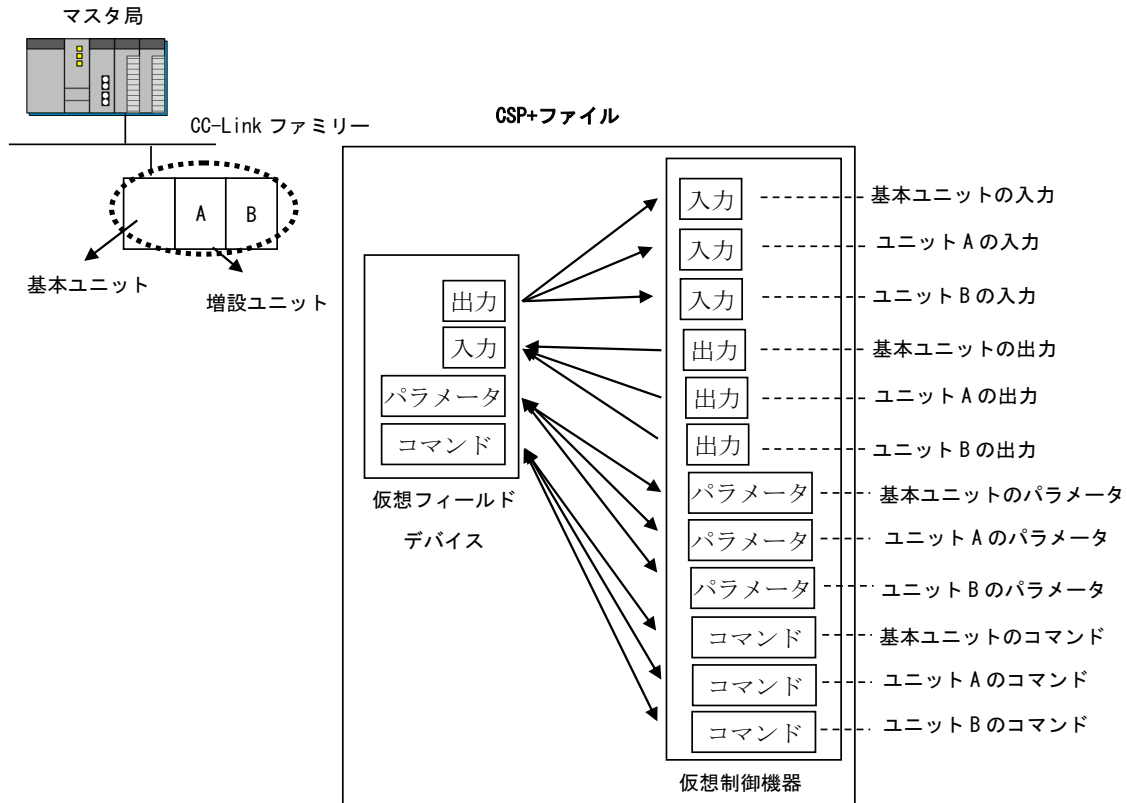 マスタ局
CC-Link ファミリー
A
B
基本ユニット
増設ユニット
CSP+ファイル
出力
入力
パラメータ
コマンド
仮想フィールド
デバイス
入力
基本ユニットの入力
入力
ユニット A の入力
入力
ユニット B の入力
出力
基本ユニットの出力
出力
ユニット A の出力
出力
ユニット B の出力
パラメータ
基本ユニットのパラメータ
パラメータ
ユニット A のパラメータ
パラメータ
ユニット B のパラメータ
コマンド
基本ユニットのコマンド
コマンド
ユニット A のコマンド
コマンド
ユニット B のコマンド
仮想制御機器